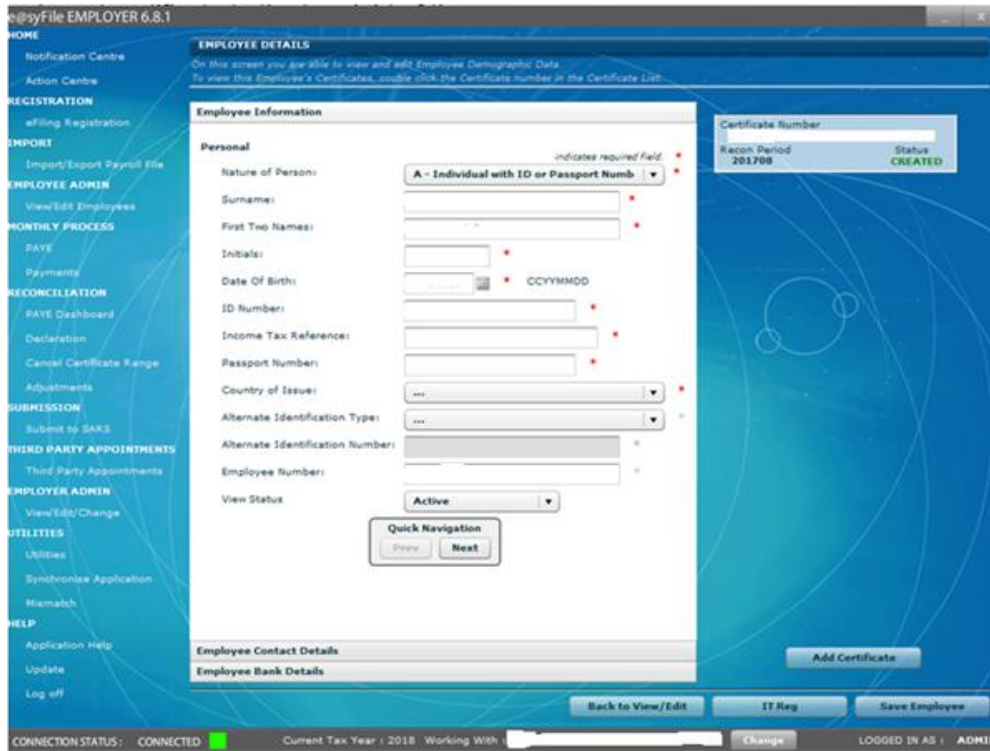 e@syFile EMPLOYER 6.8.1
HOME
Notification Centre
Action Centre
REGISTRATION
eFiling Registration
IMPORT
Import/Export Payroll File
EMPLOYEE ADMIN
View/Edit Employees
MONTHLY PROCESS
PAYE
Payments
RECONCILIATION
PAYE Dashboard
Declaration
Cancel Certificate Range
Adjustments
SUBMISSION
Submit to SARS
THIRD PARTY APPOINTMENTS
Third Party Appointments
EMPLOYER ADMIN
View/Edit/Change
UTILITIES
Utilities
Synchronise Application
Mismatch
HELP
Application Help
Update
Log off
EMPLOYEE DETAILS
On this screen you are able to view and edit Employee Demographic Data.
To view this Employee's Certificates, double click the Certificate number in the Certificate List.
Employee Information
Personal
indicates required field. *
Nature of Person: A - Individual with ID or Passport Numb *
Surname: *
First Two Names: *
Initials: *
Date Of Birth: * CCYYMMDD
ID Number: *
Income Tax Reference: *
Passport Number: *
Country of Issue: ... *
Alternate Identification Type: ... *
Alternate Identification Number: *
Employee Number: *
View Status Active
Quick Navigation
Prev Next
Employee Contact Details
Employee Bank Details
Certificate Number
Recon Period Status
201708 CREATED
Add Certificate
Back to View/Edit IT Reg Save Employee
CONNECTION STATUS : CONNECTED Current Tax Year : 2018 Working With : Change LOGGED IN AS : ADMI